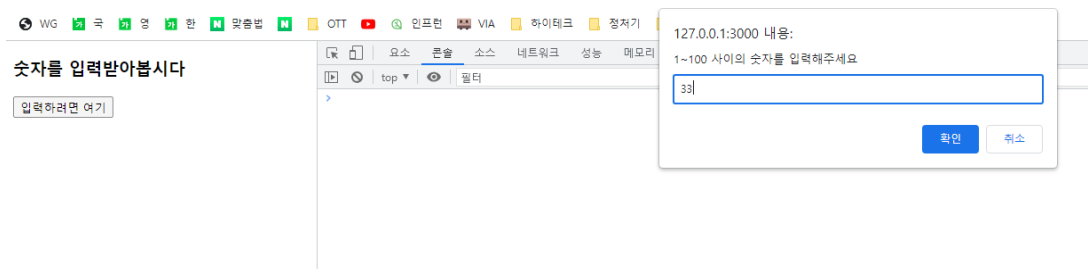 WG 국 영 한 맞춤법 OTT 인프런 VIA 하이테크 정처기
127.0.0.1:3000 내용:
1~100 사이의 숫자를 입력해주세요
33
확인 취소
숫자를 입력받아봅시다
입력하려면 여기
요소 콘솔 소스 네트워크 성능 메모리
top 필터